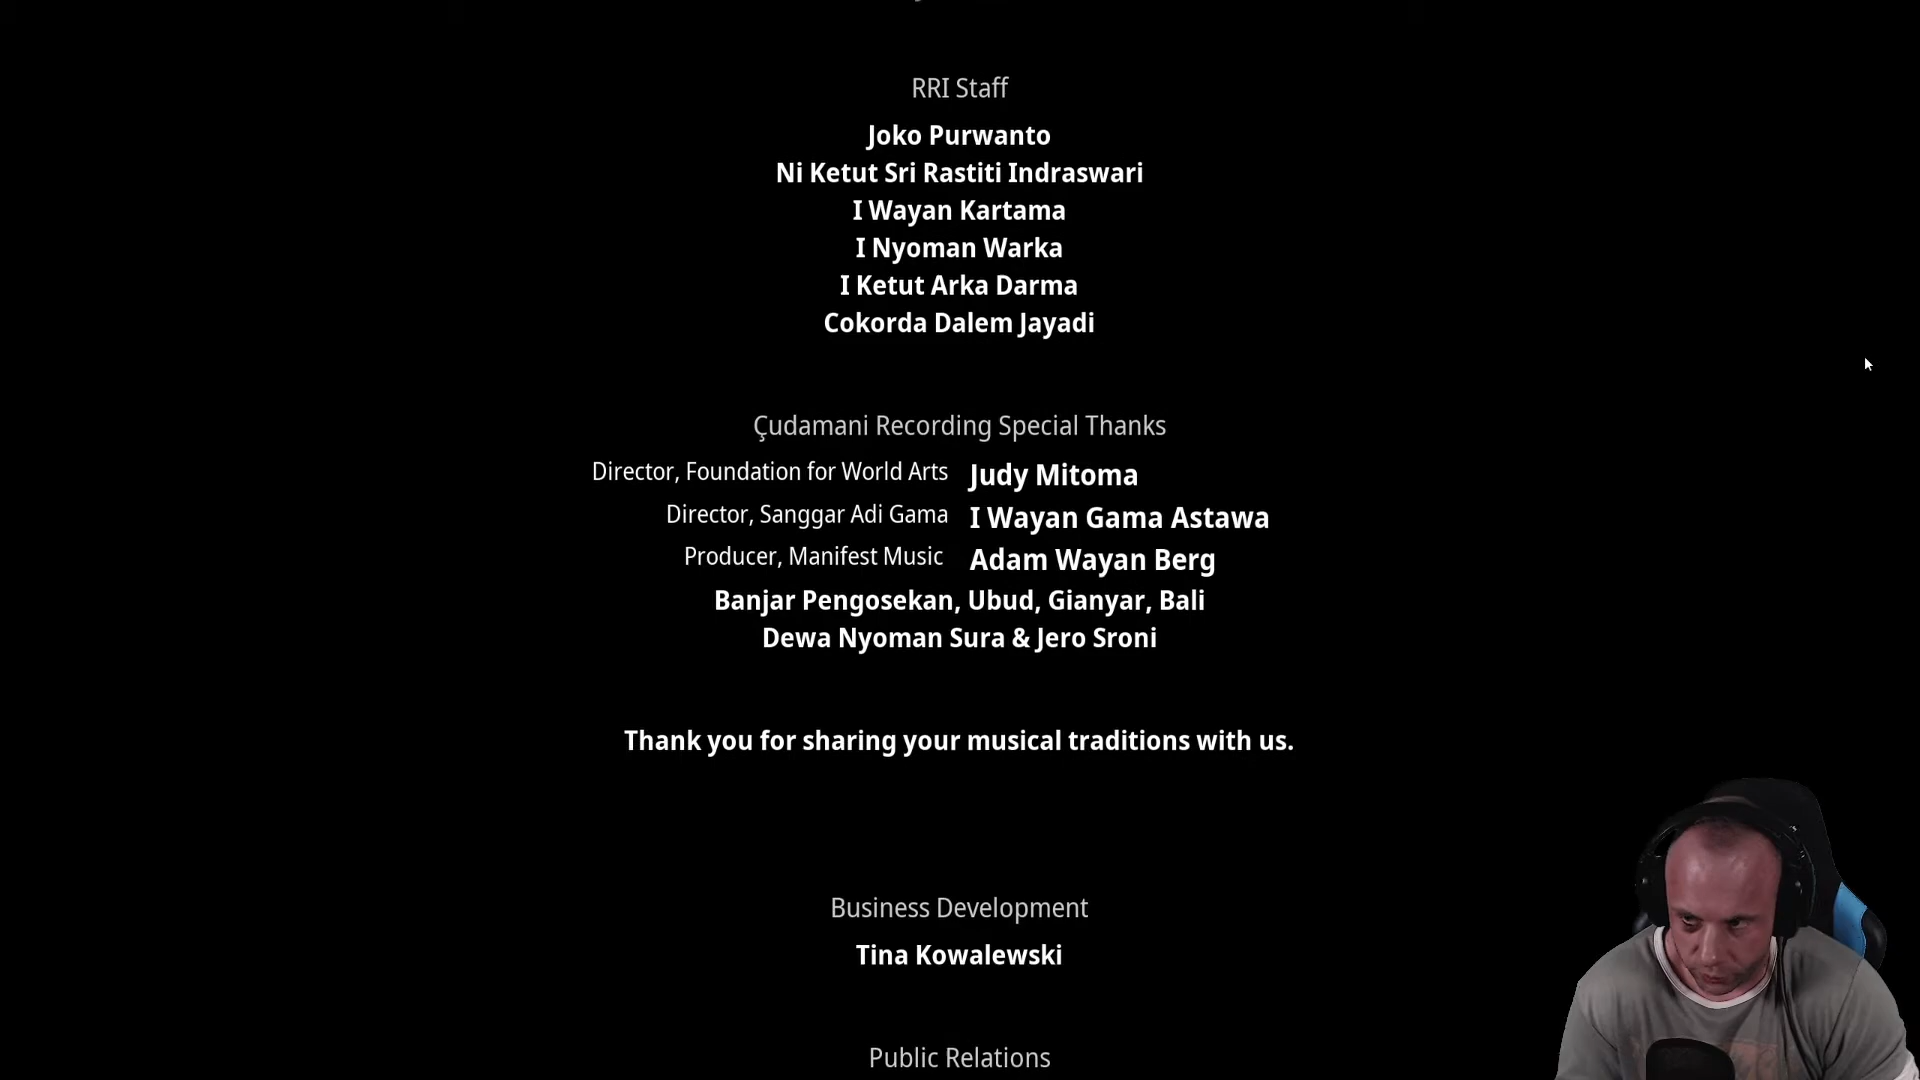 RRI Staff
Joko Purwanto
Ni Ketut Sri Rastiti Indraswari
I Wayan Kartama
I Nyoman Warka
I Ketut Arka Darma
Cokorda Dalem Jayadi
Çudamani Recording Special Thanks
Director, Foundation for World Arts Judy Mitoma
Director, Sanggar Adi Gama I Wayan Gama Astawa
Producer, Manifest Music Adam Wayan Berg
Banjar Pengosekan, Ubud, Gianyar, Bali
Dewa Nyoman Sura & Jero Sroni
Thank you for sharing your musical traditions with us.
Business Development
Tina Kowalewski
Public Relations